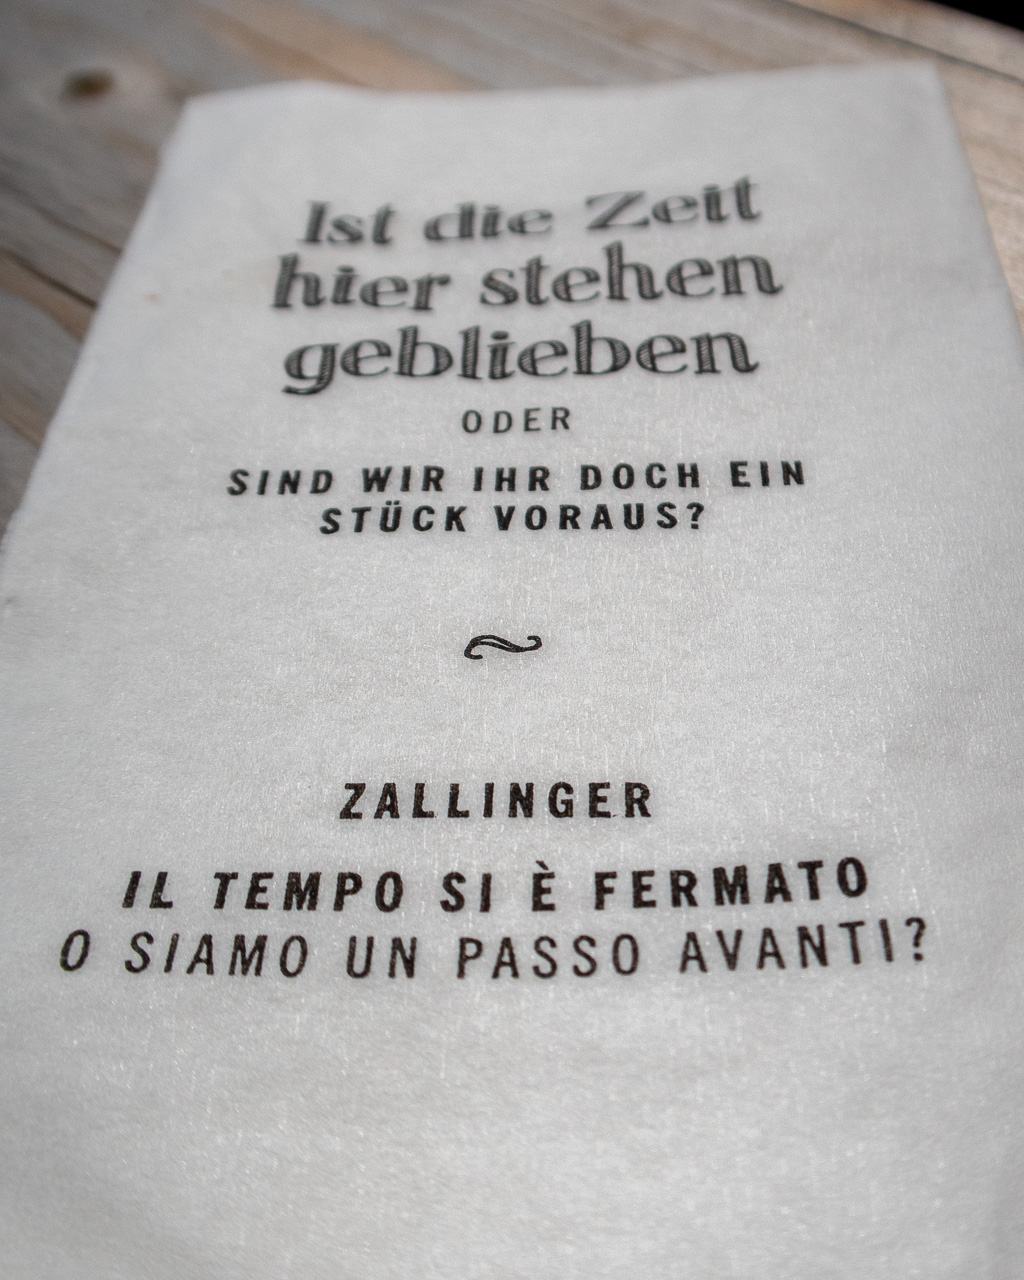 Ist die Zeit
hier stehen
geblieben
ODER
SIND WIR IHR DOCH EIN
STÜCK VORAUS?
ZALLINGER
IL TEMPO SI È FERMATO
O SIAMO UN PASSO AVANTI?